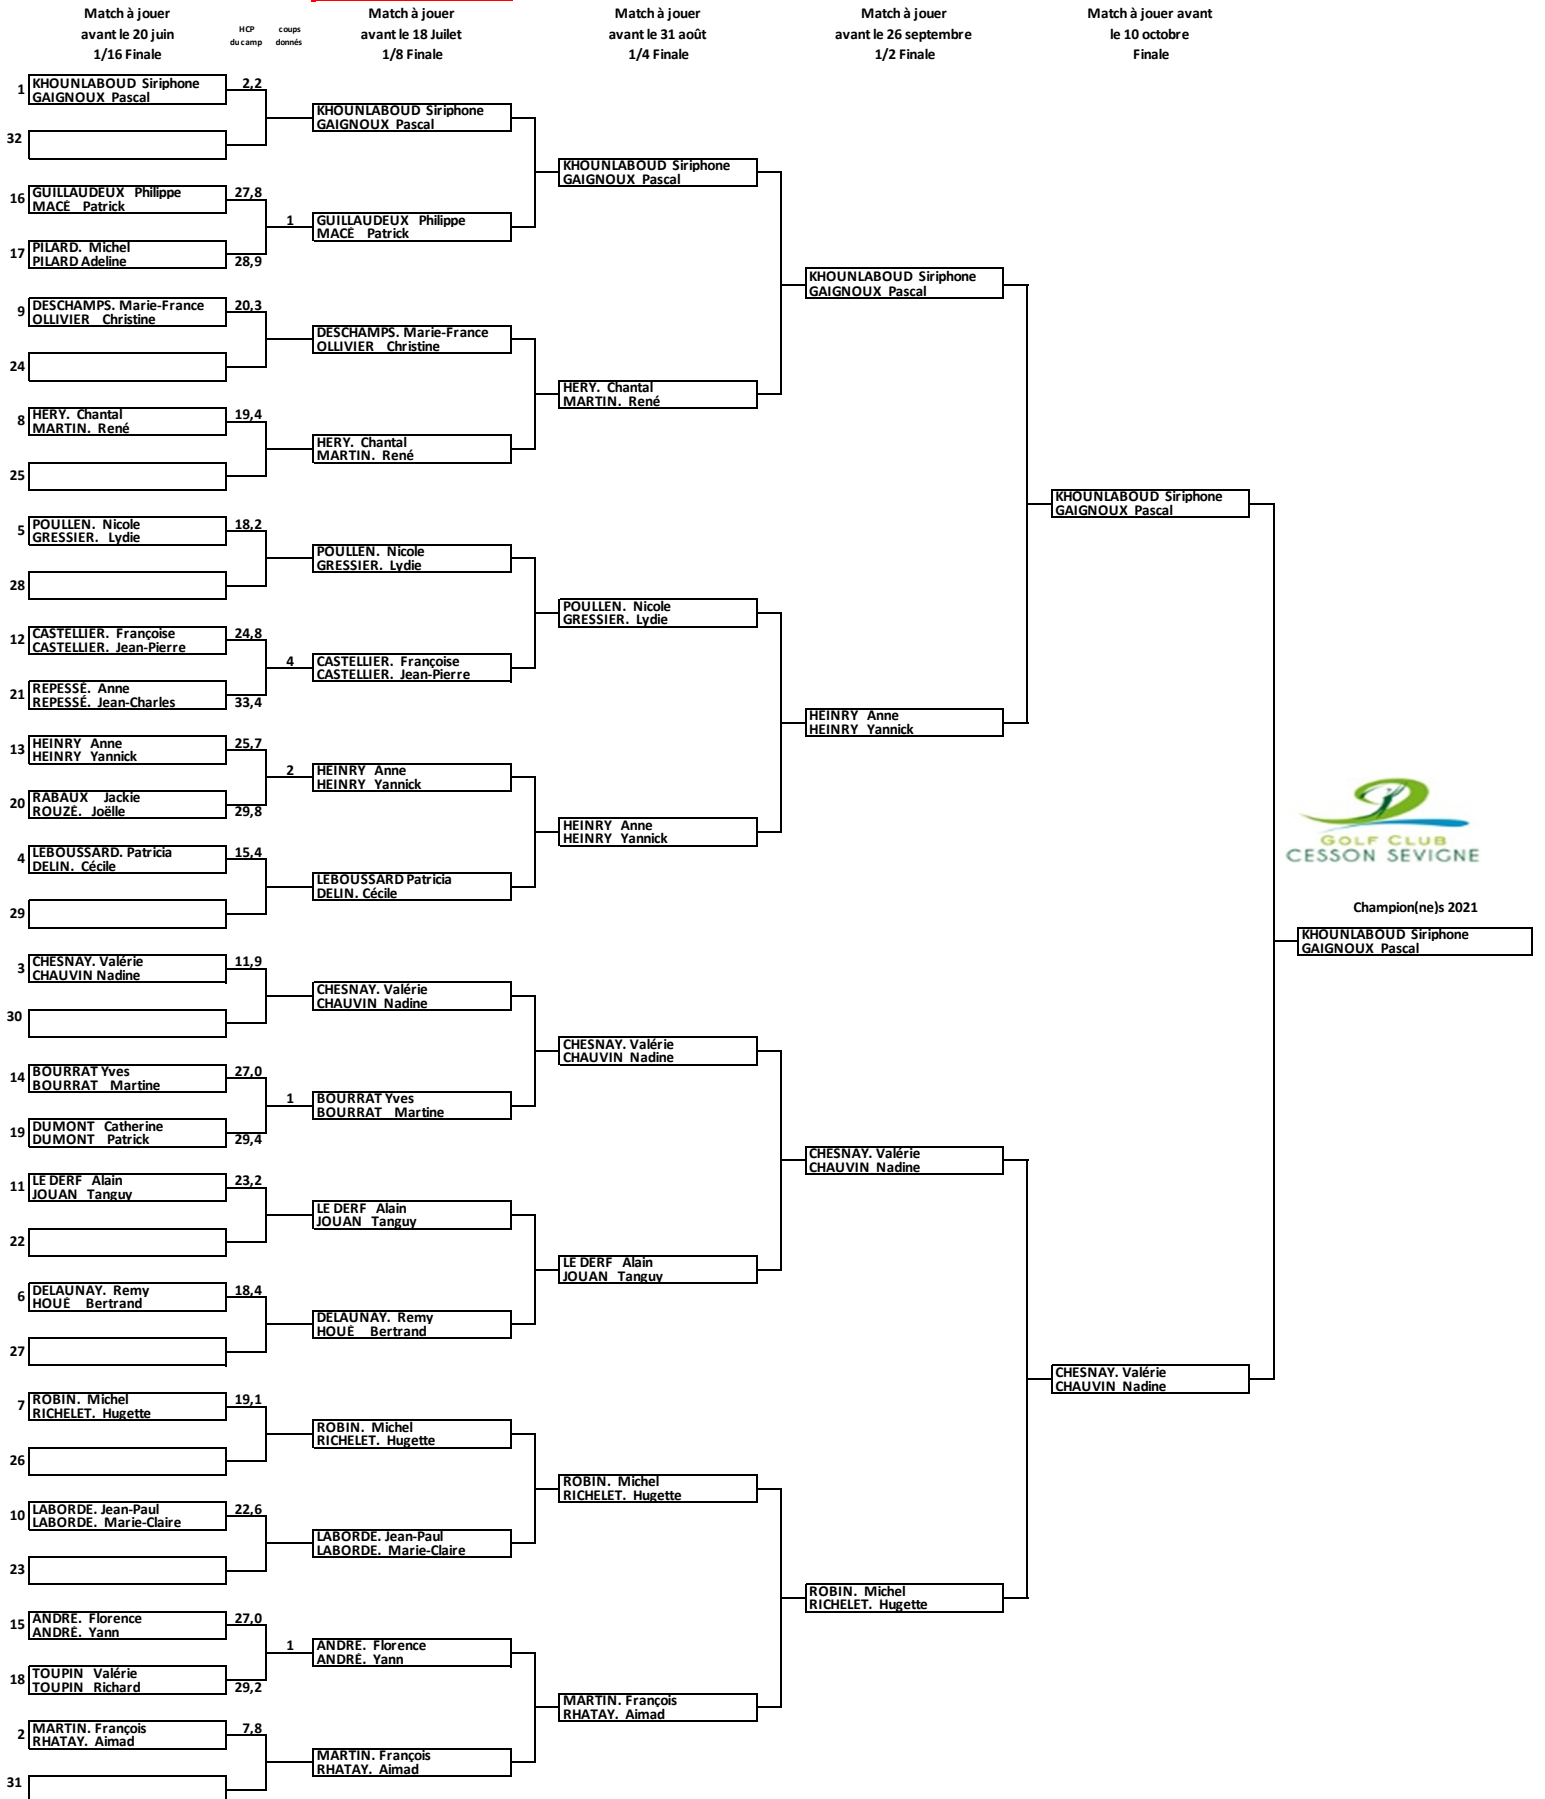 Match à jouer
avant le 20 juin
1/16 Finale
HCP
du camp
coups
donnés
Match à jouer
avant le 18 Juilet
1/8 Finale
Match à jouer
avant le 31 août
1/4 Finale
Match à jouer
avant le 26 septembre
1/2 Finale
Match à jouer avant
le 10 octobre
Finale
1
KHOUNLABOUD Siriphone
GAIGNOUX Pascal
2,2
32
16
GUILLAUDEUX Philippe
MACÉ Patrick
27,8
1
17
PILARD. Michel
PILARD Adeline
28,9
9
DESCHAMPS. Marie-France
OLLIVIER Christine
20,3
24
8
HERY. Chantal
MARTIN. René
19,4
25
5
POULLEN. Nicole
GRESSIER. Lydie
18,2
28
12
CASTELLIER. Françoise
CASTELLIER. Jean-Pierre
24,8
4
21
REPESSÉ. Anne
REPESSÉ. Jean-Charles
33,4
13
HEINRY Anne
HEINRY Yannick
25,7
2
20
RABAUX Jackie
ROUZÉ. Joëlle
29,8
4
LEBOUSSARD. Patricia
DELIN. Cécile
15,4
29
3
CHESNAY. Valérie
CHAUVIN Nadine
11,9
30
14
BOURRAT Yves
BOURRAT Martine
27,0
1
19
DUMONT Catherine
DUMONT Patrick
29,4
11
LE DERF Alain
JOUAN Tanguy
23,2
22
6
DELAUNAY. Remy
HOUÉ Bertrand
18,4
27
7
ROBIN. Michel
RICHELET. Hugette
19,1
26
10
LABORDE. Jean-Paul
LABORDE. Marie-Claire
22,6
23
15
ANDRÉ. Florence
ANDRÉ. Yann
27,0
1
18
TOUPIN Valérie
TOUPIN Richard
29,2
2
MARTIN. François
RHATAY. Aimad
7,8
31
KHOUNLABOUD Siriphone
GAIGNOUX Pascal
GUILLAUDEUX Philippe
MACÉ Patrick
DESCHAMPS. Marie-France
OLLIVIER Christine
HERY. Chantal
MARTIN. René
POULLEN. Nicole
GRESSIER. Lydie
CASTELLIER. Françoise
CASTELLIER. Jean-Pierre
HEINRY Anne
HEINRY Yannick
LEBOUSSARD Patricia
DELIN. Cécile
CHESNAY. Valérie
CHAUVIN Nadine
BOURRAT Yves
BOURRAT Martine
LE DERF Alain
JOUAN Tanguy
DELAUNAY. Remy
HOUÉ Bertrand
ROBIN. Michel
RICHELET. Hugette
LABORDE. Jean-Paul
LABORDE. Marie-Claire
ANDRÉ. Florence
ANDRÉ. Yann
MARTIN. François
RHATAY. Aimad
KHOUNLABOUD Siriphone
GAIGNOUX Pascal
HERY. Chantal
MARTIN. René
POULLEN. Nicole
GRESSIER. Lydie
HEINRY Anne
HEINRY Yannick
CHESNAY. Valérie
CHAUVIN Nadine
LE DERF Alain
JOUAN Tanguy
ROBIN. Michel
RICHELET. Hugette
MARTIN. François
RHATAY. Aimad
KHOUNLABOUD Siriphone
GAIGNOUX Pascal
HEINRY Anne
HEINRY Yannick
CHESNAY. Valérie
CHAUVIN Nadine
ROBIN. Michel
RICHELET. Hugette
KHOUNLABOUD Siriphone
GAIGNOUX Pascal
CHESNAY. Valérie
CHAUVIN Nadine
GOLF CLUB
CESSON SEVIGNE
Champion(ne)s 2021
KHOUNLABOUD Siriphone
GAIGNOUX Pascal